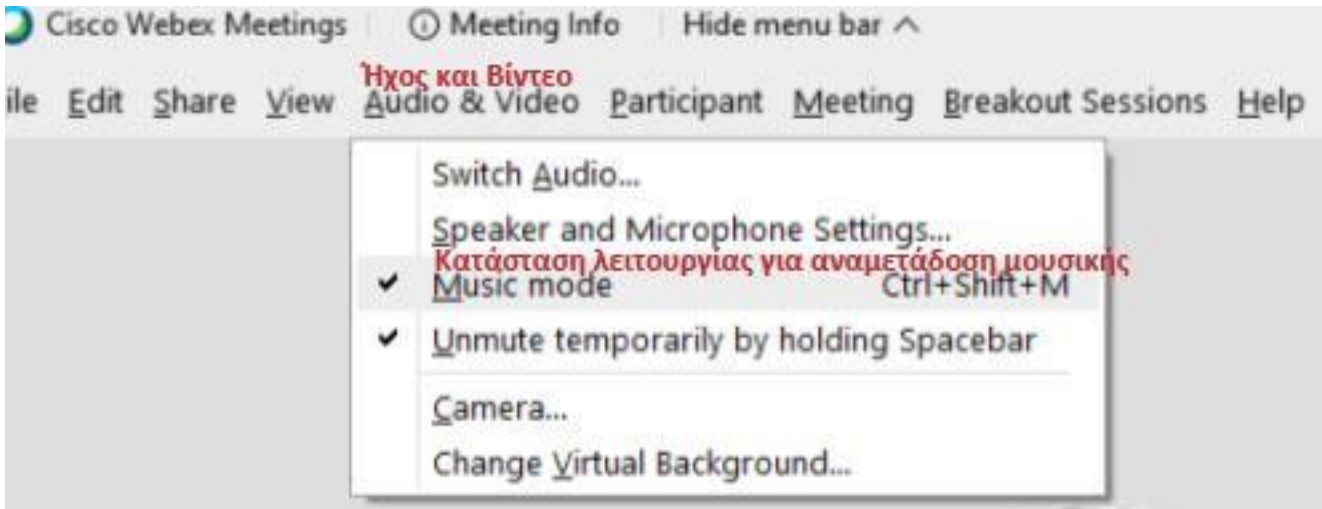 Cisco Webex Meetings Meeting Info Hide menu bar
Ήχος και Βίντεο
ile Edit Share View Audio & Video Participant Meeting Breakout Sessions Help
Switch Audio...
Speaker and Microphone Settings...
Κατάσταση λειτουργίας για αναμετάδοση μουσικής
Music mode Ctrl+Shift+M
Unmute temporarily by holding Spacebar
Camera...
Change Virtual Background...